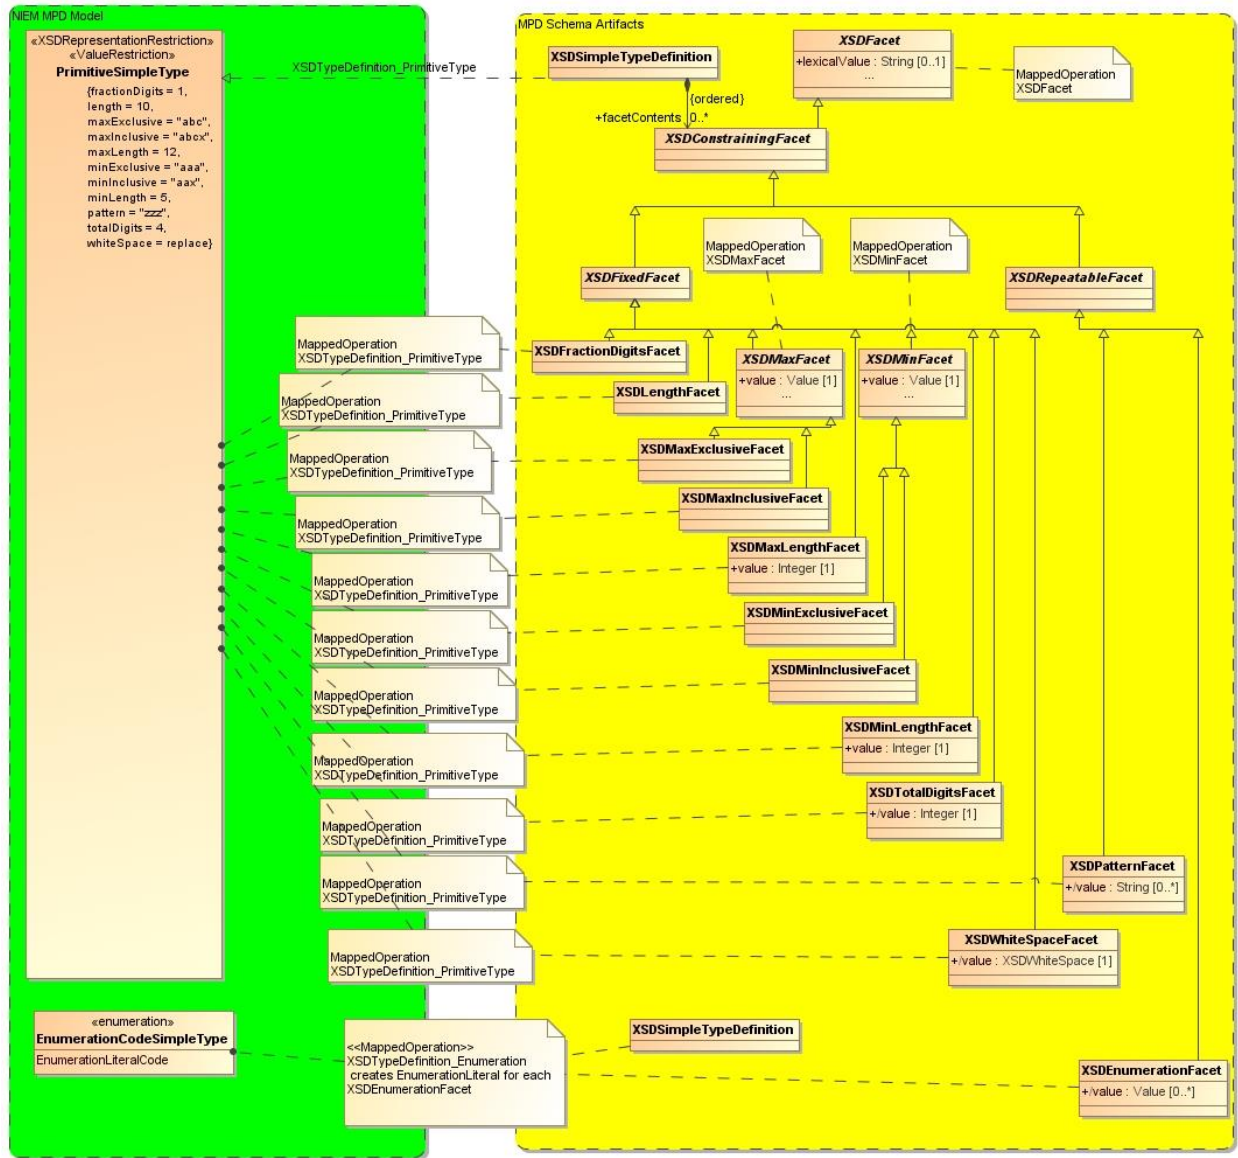 NIEM MPD Model
«XSDRepresentationRestriction»
«ValueRestriction»
PrimitiveSimpleType
{fractionDigits = 1,
length = 10,
maxExclusive = "abc",
maxInclusive = "abcx",
maxLength = 12,
minExclusive = "aaa",
minInclusive = "aax",
minLength = 5,
pattern = "zzz",
totalDigits = 4,
whiteSpace = replace}
XSDTypeDefinition_PrimitiveType
MPD Schema Artifacts
XSDSimpleTypeDefinition
{ordered}
+facetContents
0..*
XSDFacet
+lexicalValue : String [0..1]
...
MappedOperation
XSDFacet
XSDConstrainingFacet
MappedOperation
XSDMaxFacet
MappedOperation
XSDMinFacet
XSDFixedFacet
XSDRepeatableFacet
MappedOperation
XSDTypeDefinition_PrimitiveType
XSDFractionDigitsFacet
XSDMaxFacet
+value : Value [1]
...
XSDMinFacet
+value : Value [1]
...
MappedOperation
XSDTypeDefinition_PrimitiveType
XSDLengthFacet
MappedOperation
XSDTypeDefinition_PrimitiveType
XSDMaxExclusiveFacet
MappedOperation
XSDTypeDefinition_PrimitiveType
XSDMaxInclusiveFacet
MappedOperation
XSDTypeDefinition_PrimitiveType
XSDMaxLengthFacet
+value : Integer [1]
MappedOperation
XSDTypeDefinition_PrimitiveType
XSDMinExclusiveFacet
MappedOperation
XSDTypeDefinition_PrimitiveType
XSDMinInclusiveFacet
MappedOperation
XSDTypeDefinition_PrimitiveType
XSDMinLengthFacet
+value : Integer [1]
MappedOperation
XSDTypeDefinition_PrimitiveType
XSDTotalDigitsFacet
+/value : Integer [1]
MappedOperation
XSDTypeDefinition_PrimitiveType
XSDPatternFacet
+/value : String [0..*]
MappedOperation
XSDTypeDefinition_PrimitiveType
XSDWhiteSpaceFacet
+/value : XSDWhiteSpace [1]
«enumeration»
EnumerationCodeSimpleType
EnumerationLiteralCode
<<MappedOperation>>
XSDTypeDefinition_Enumeration
creates EnumerationLiteral for each
XSDEnumerationFacet
XSDSimpleTypeDefinition
XSDEnumerationFacet
+/value : Value [0..*]